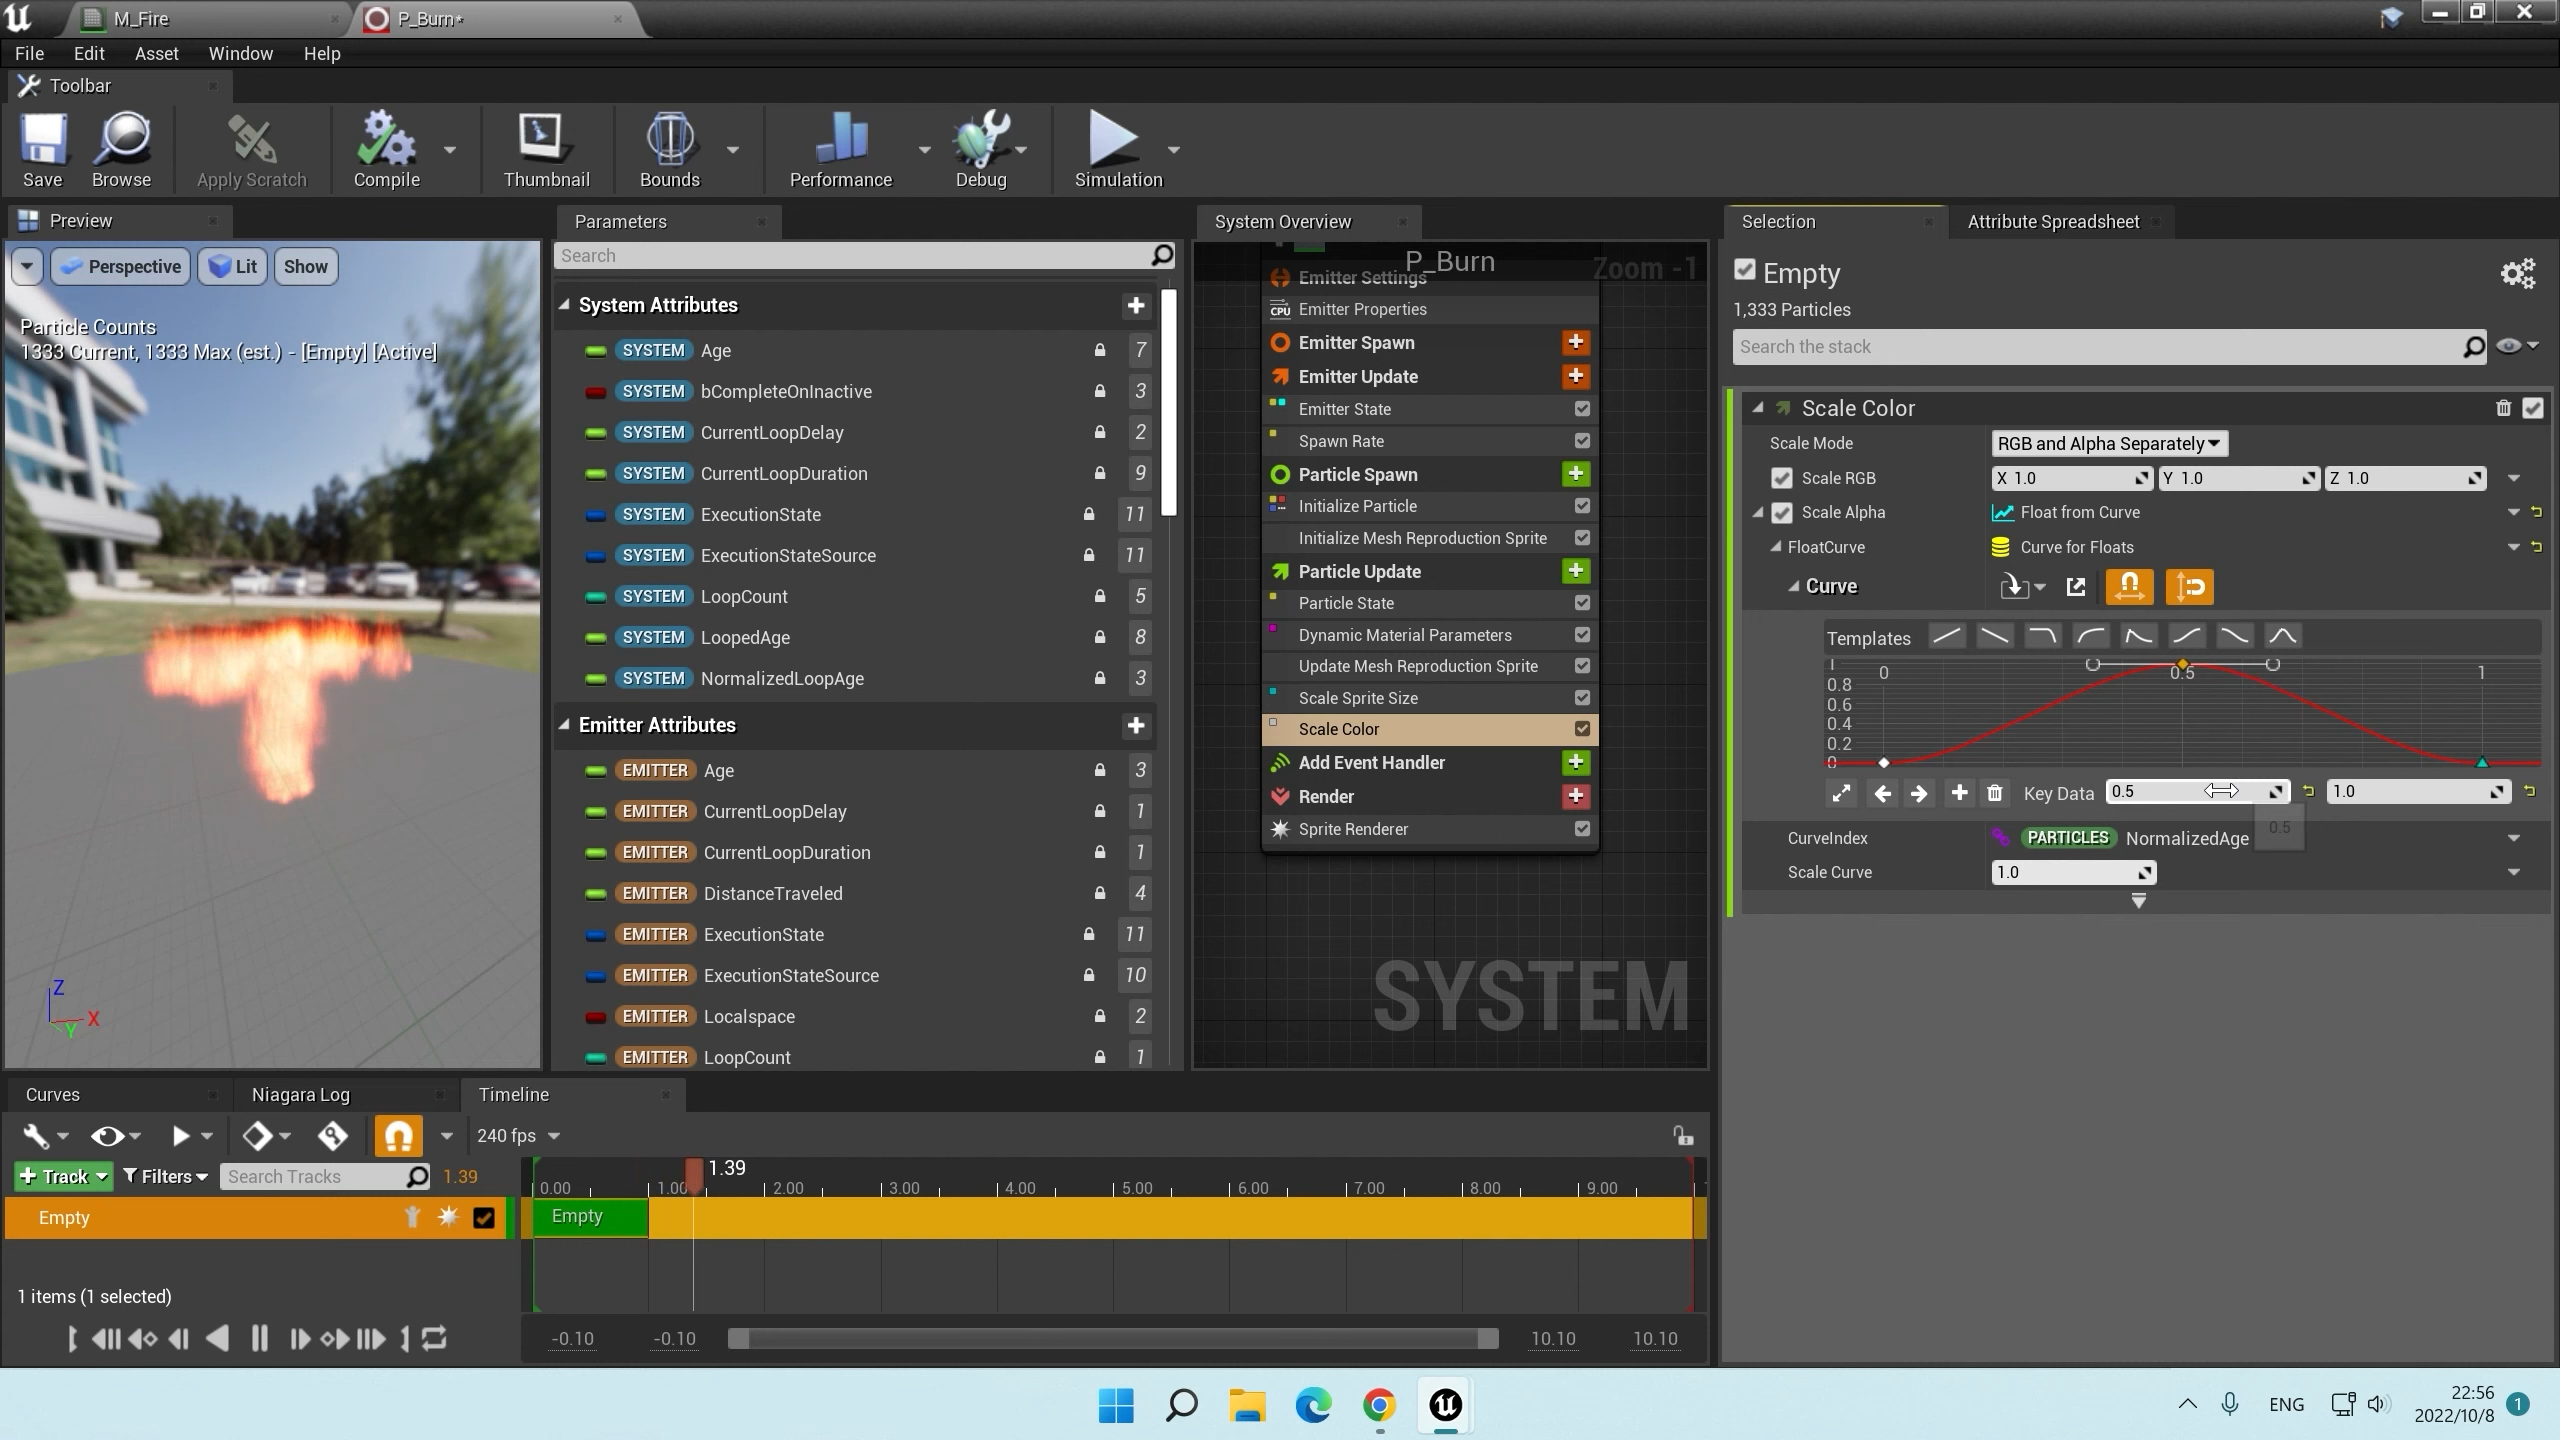 M_Fire
P_Burn*
File Edit Asset Window Help
Toolbar
Save Browse Apply Scratch Compile Thumbnail Bounds Performance Debug Simulation
Preview
Perspective Lit Show
Particle Counts
1333 Current, 1333 Max (est.) - [Empty] [Active]
Z
X
Y
Parameters
Search
System Attributes
SYSTEM Age 7
SYSTEM bCompleteOnInactive 3
SYSTEM CurrentLoopDelay 2
SYSTEM CurrentLoopDuration 9
SYSTEM ExecutionState 11
SYSTEM ExecutionStateSource 11
SYSTEM LoopCount 5
SYSTEM LoopedAge 8
SYSTEM NormalizedLoopAge 3
Emitter Attributes
EMITTER Age 3
EMITTER CurrentLoopDelay 1
EMITTER CurrentLoopDuration 1
EMITTER DistanceTraveled 4
EMITTER ExecutionState 11
EMITTER ExecutionStateSource 10
EMITTER Localspace 2
EMITTER LoopCount 1
System Overview
P_Burn
Zoom -1
Emitter Settings
CPU Emitter Properties
Emitter Spawn
Emitter Update
Emitter State
Spawn Rate
Particle Spawn
Initialize Particle
Initialize Mesh Reproduction Sprite
Particle Update
Particle State
Dynamic Material Parameters
Update Mesh Reproduction Sprite
Scale Sprite Size
Scale Color
Add Event Handler
Render
Sprite Renderer
SYSTEM
Selection
Attribute Spreadsheet
Empty
1,333 Particles
Search the stack
Scale Color
Scale Mode RGB and Alpha Separately
Scale RGB X 1.0 Y 1.0 Z 1.0
Scale Alpha Float from Curve
FloatCurve Curve for Floats
Curve
Templates
0 0.5 1
0.8
0.6
0.4
0.2
0
Key Data 0.5 1.0
0.5
CurveIndex PARTICLES NormalizedAge
Scale Curve 1.0
Curves
Niagara Log
Timeline
240 fps
Track Filters Search Tracks 1.39
1.39
0.00 1.00 2.00 3.00 4.00 5.00 6.00 7.00 8.00 9.00
Empty
Empty
1 items (1 selected)
-0.10 -0.10 10.10 10.10
ENG
22:56
2022/10/8
1